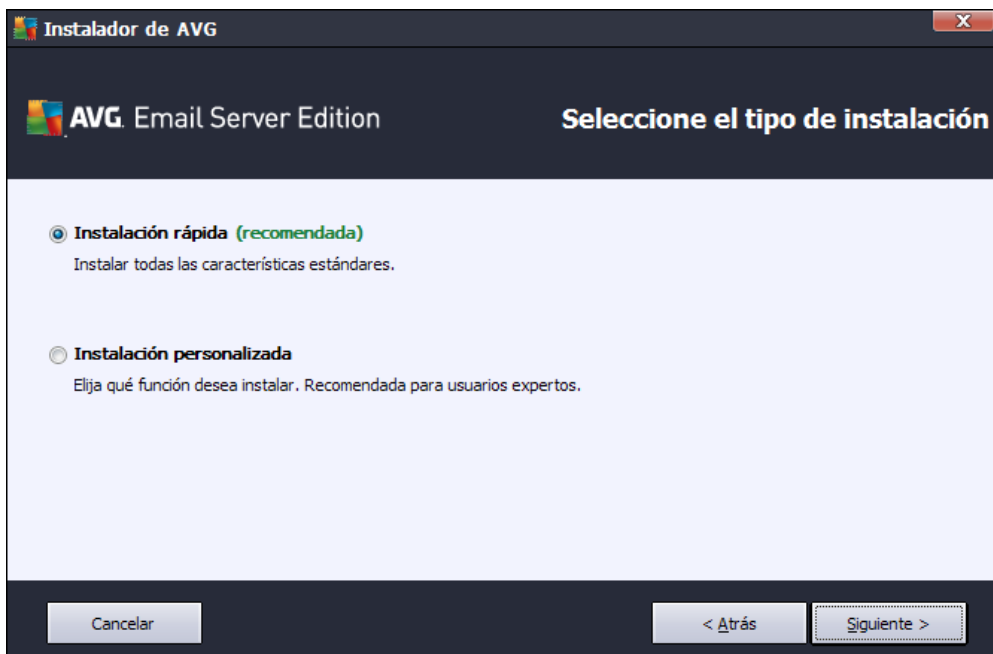 Instalador de AVG
X
AVG. Email Server Edition
Seleccione el tipo de instalación
Instalación rápida (recomendada)
Instalar todas las características estándares.
Instalación personalizada
Elija qué función desea instalar. Recomendada para usuarios expertos.
Cancelar
< Atrás
Siguiente >